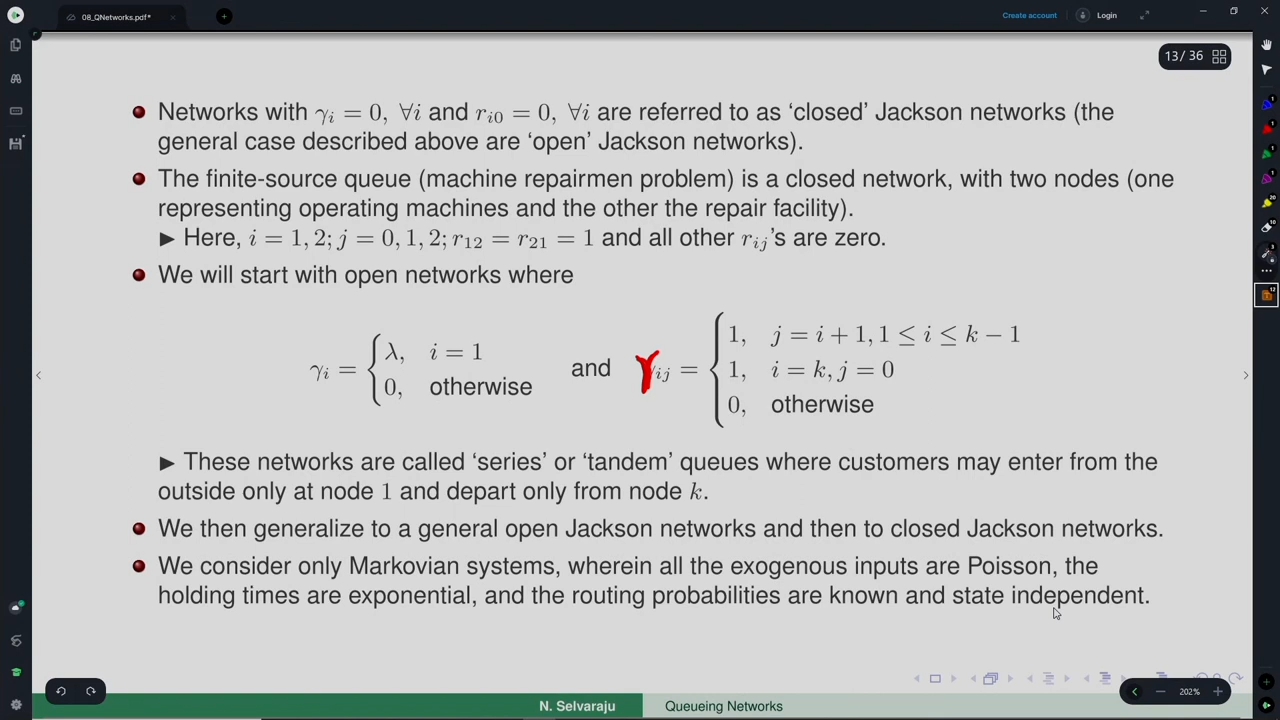 08_QNetworks.pdf*
Create account
Login
13/ 36
Networks with γi = 0, ∀i and ri0 = 0, ∀i are referred to as ‘closed’ Jackson networks (the
general case described above are ‘open’ Jackson networks).
The finite-source queue (machine repairmen problem) is a closed network, with two nodes (one
representing operating machines and the other the repair facility).
▶ Here, i = 1, 2; j = 0, 1, 2; r12 = r21 = 1 and all other rij’s are zero.
We will start with open networks where
γi = { λ, i = 1
0, otherwise
and
rij = { 1, j = i + 1, 1 ≤ i ≤ k − 1
1, i = k, j = 0
0, otherwise
▶ These networks are called ‘series’ or ‘tandem’ queues where customers may enter from the
outside only at node 1 and depart only from node k.
We then generalize to a general open Jackson networks and then to closed Jackson networks.
We consider only Markovian systems, wherein all the exogenous inputs are Poisson, the
holding times are exponential, and the routing probabilities are known and state independent.
N. Selvaraju
Queueing Networks
202%